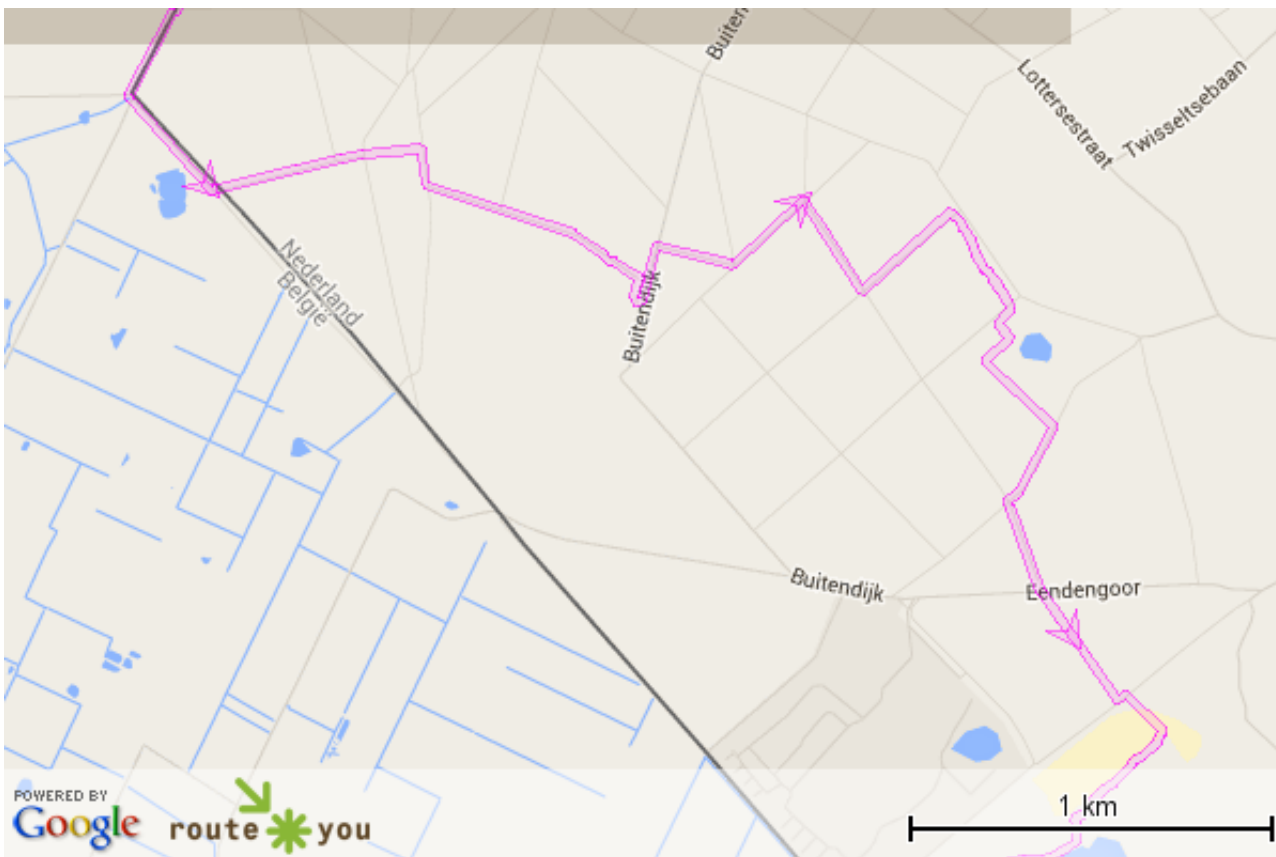 Buiten
Lottersestraat
Twisseltsebaan
Nederland
België
Buitendijk
Buitendijk
Eendengoor
1 km
POWERED BY
Google
route you